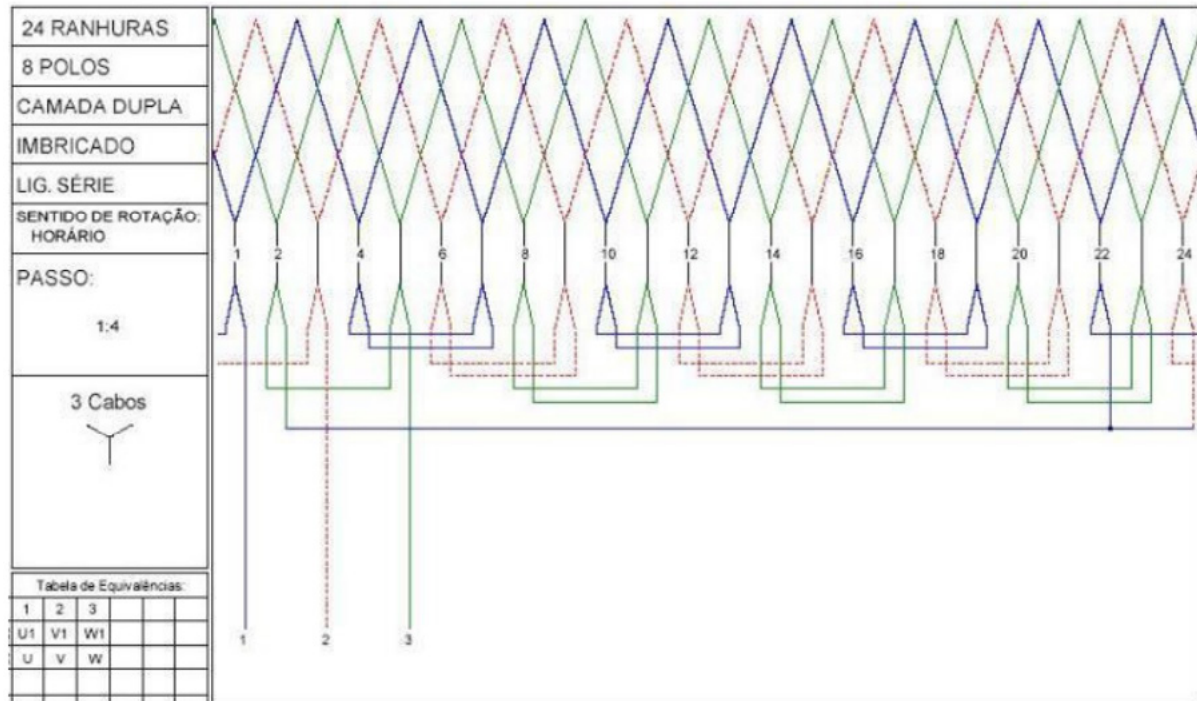 24 RANHURAS
8 POLOS
CAMADA DUPLA
IMBRICADO
LIG. SÉRIE
SENTIDO DE ROTAÇÃO:
HORÁRIO
PASSO:
1:4
3 Cabos
Tabela de Equivalências:
1 2 3
U1 V1 W1
U V W
1 2 4 6 8 10 12 14 16 18 20 22 24
1 2 3